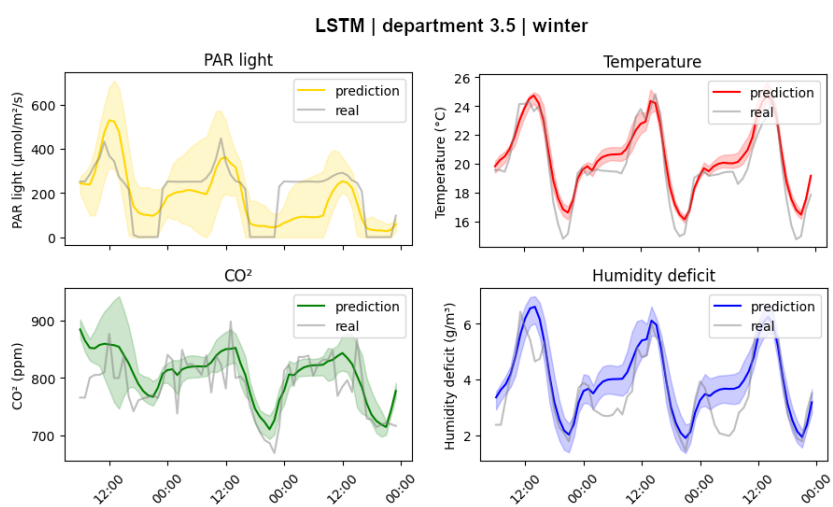 LSTM | department 3.5 | winter
PAR light
PAR light (μmol/m²/s)
600
400
200
0
prediction
real
Temperature
Temperature (°C)
26
24
22
20
18
16
prediction
real
CO²
CO² (ppm)
900
800
700
prediction
real
12:00
00:00
12:00
00:00
12:00
00:00
Humidity deficit
Humidity deficit (g/m³)
6
4
2
prediction
real
12:00
00:00
12:00
00:00
12:00
00:00